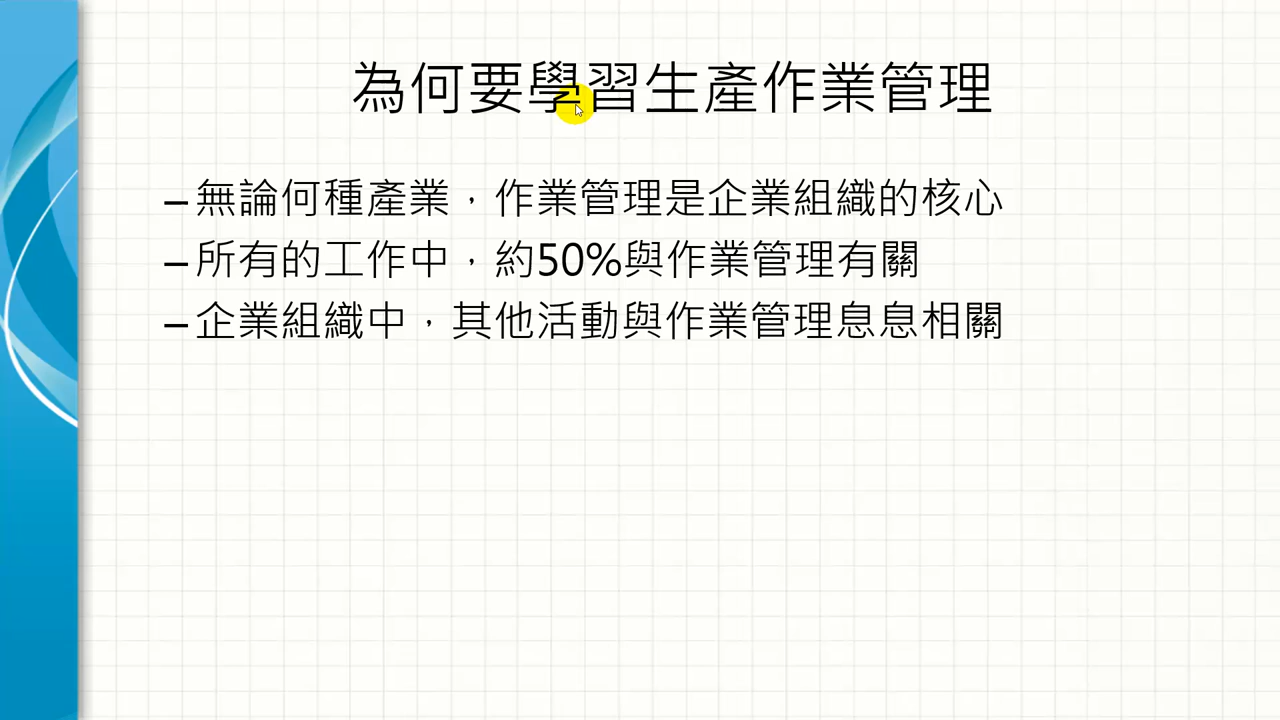 為何要學習生產作業管理
–無論何種產業，作業管理是企業組織的核心
–所有的工作中，約50%與作業管理有關
–企業組織中，其他活動與作業管理息息相關